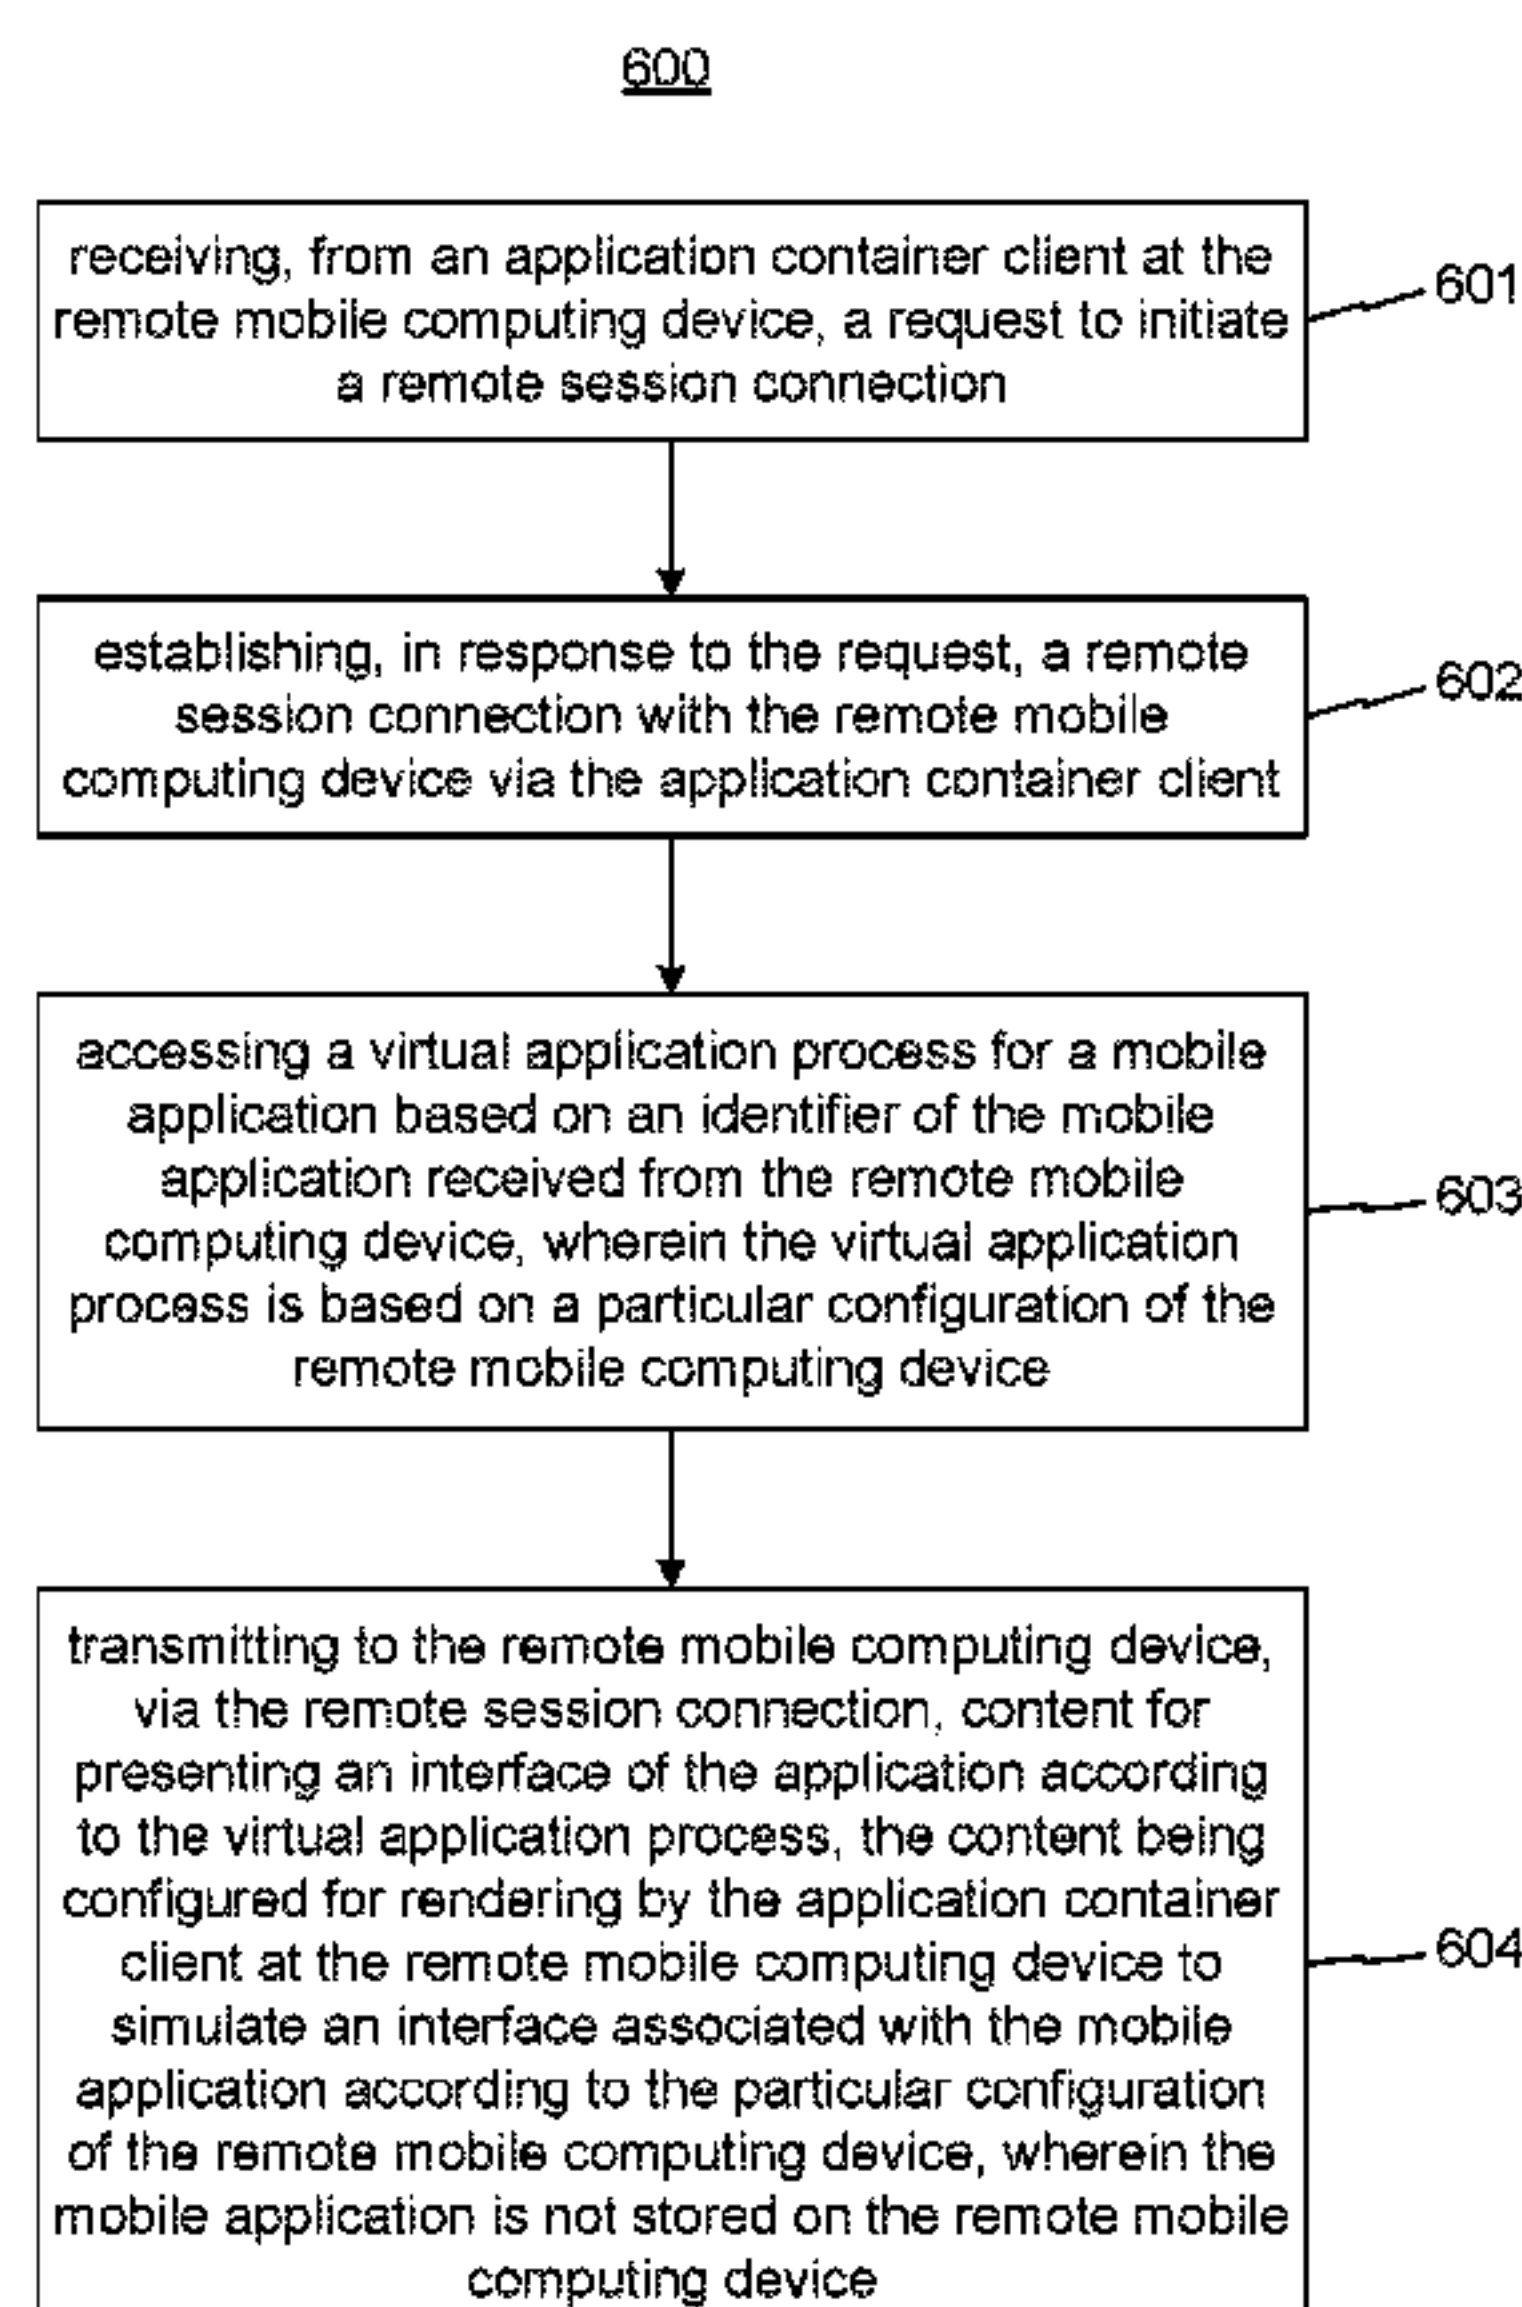 600
receiving, from an application container client at the
remote mobile computing device, a request to initiate
a remote session connection
601
establishing, in response to the request, a remote
session connection with the remote mobile
computing device via the application container client
602
accessing a virtual application process for a mobile
application based on an identifier of the mobile
application received from the remote mobile
computing device, wherein the virtual application
process is based on a particular configuration of the
remote mobile computing device
603
transmitting to the remote mobile computing device,
via the remote session connection, content for
presenting an interface of the application according
to the virtual application process, the content being
configured for rendering by the application container
client at the remote mobile computing device to
simulate an interface associated with the mobile
application according to the particular configuration
of the remote mobile computing device, wherein the
mobile application is not stored on the remote mobile
computing device
604